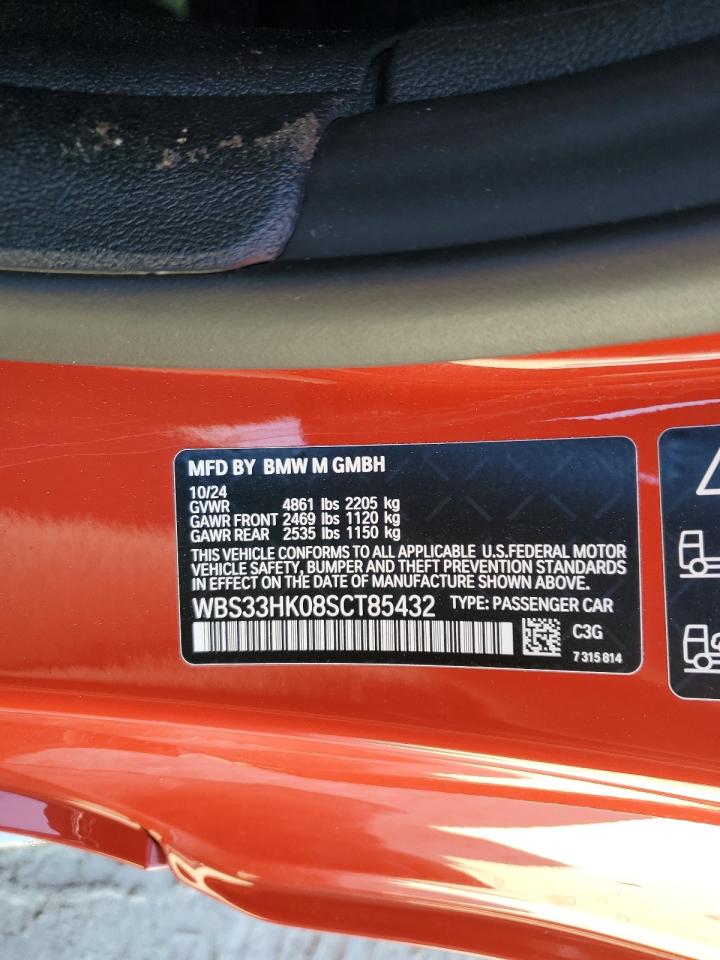 MFD BY BMW M GMBH
10/24
GVWR 4861 lbs 2205 kg
GAWR FRONT 2469 lbs 1120 kg
GAWR REAR 2535 lbs 1150 kg
THIS VEHICLE CONFORMS TO ALL APPLICABLE U.S.FEDERAL MOTOR
VEHICLE SAFETY, BUMPER AND THEFT PREVENTION STANDARDS
IN EFFECT ON THE DATE OF MANUFACTURE SHOWN ABOVE.
WBS33HK08SCT85432 TYPE: PASSENGER CAR
C3G
7 315 814